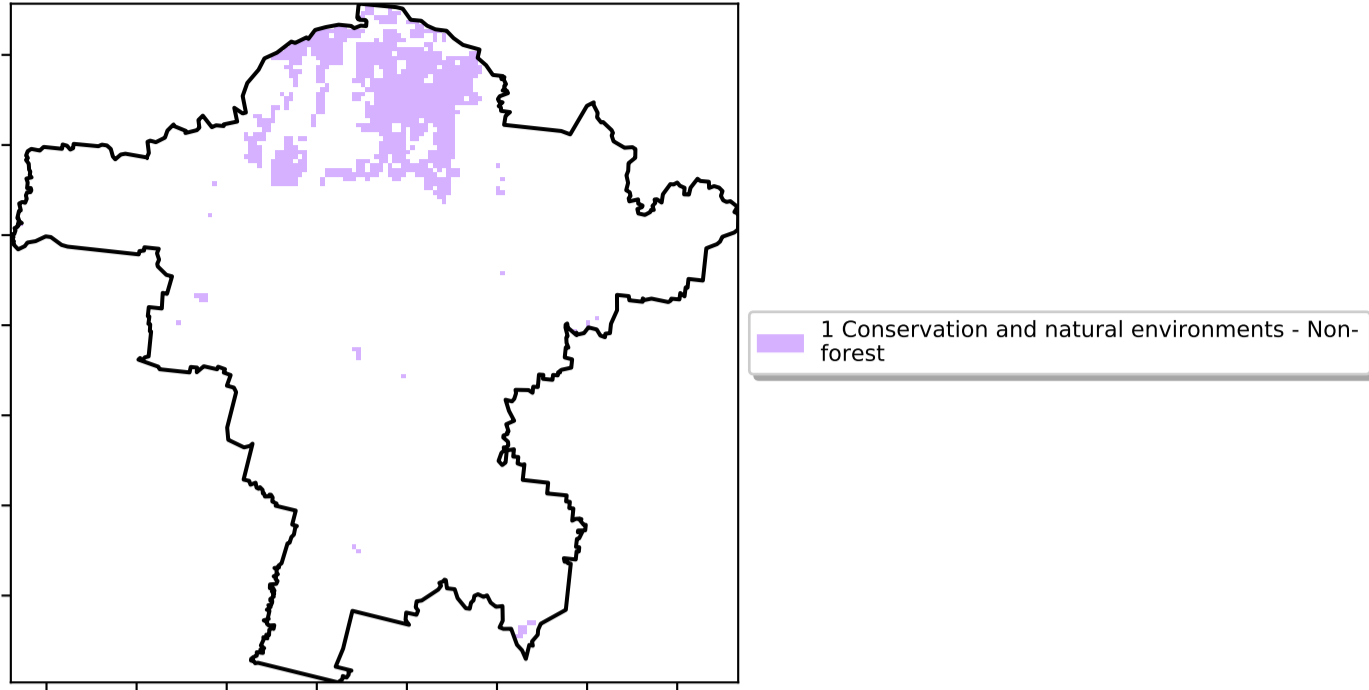 1 Conservation and natural environments - Non-
forest